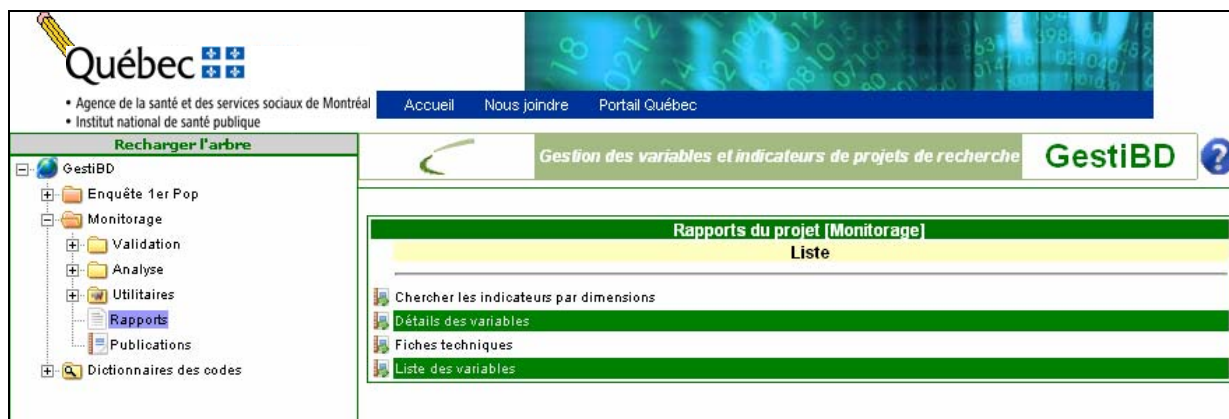 Québec
• Agence de la santé et des services sociaux de Montréal
• Institut national de santé publique
Accueil Nous joindre Portail Québec
Recharger l'arbre
Gestion des variables et indicateurs de projets de recherche GestiBD ?
GestiBD
Enquête 1er Pop
Monitorage
Validation
Analyse
Utilitaires
Rapports
Publications
Dictionnaires des codes
Rapports du projet [Monitorage]
Liste
Chercher les indicateurs par dimensions
Détails des variables
Fiches techniques
Liste des variables